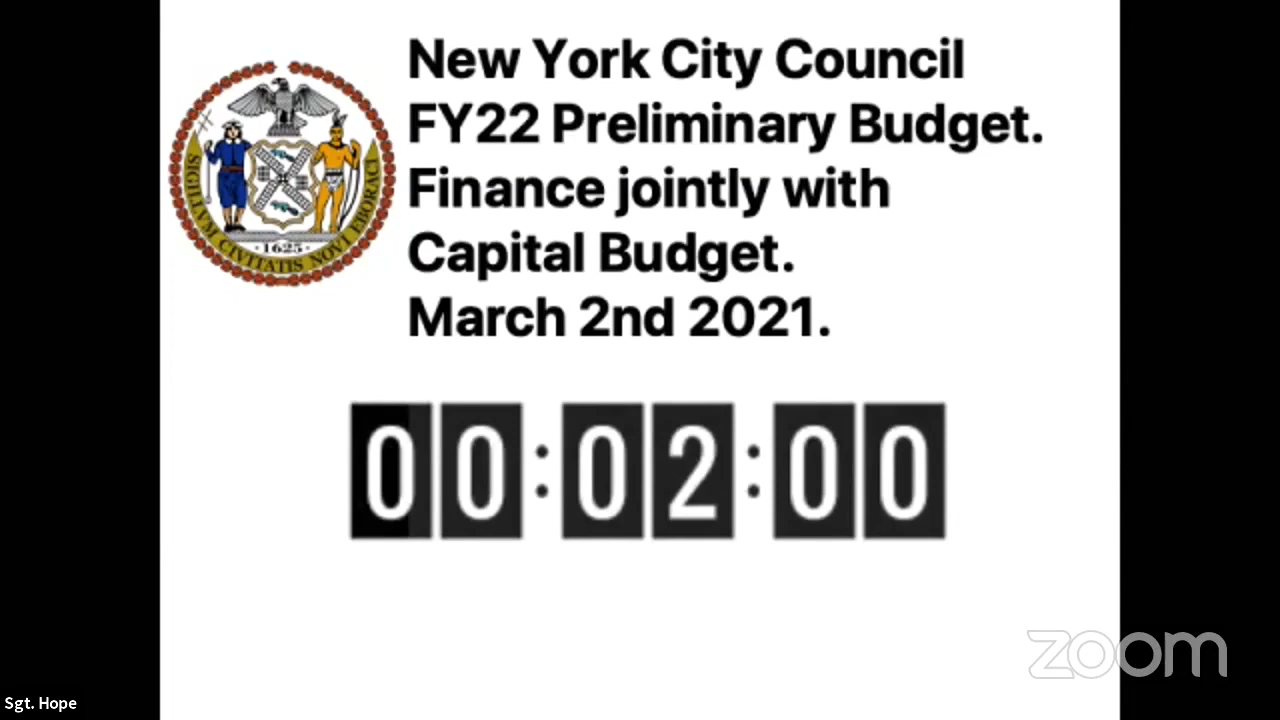 New York City Council
FY22 Preliminary Budget.
Finance jointly with
Capital Budget.
March 2nd 2021.
SIGILLVM CIVITATIS NOVI EBORACI
·1625·
00:02:00
zoom
Sgt. Hope